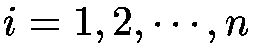 i = 1, 2, ⋯, n